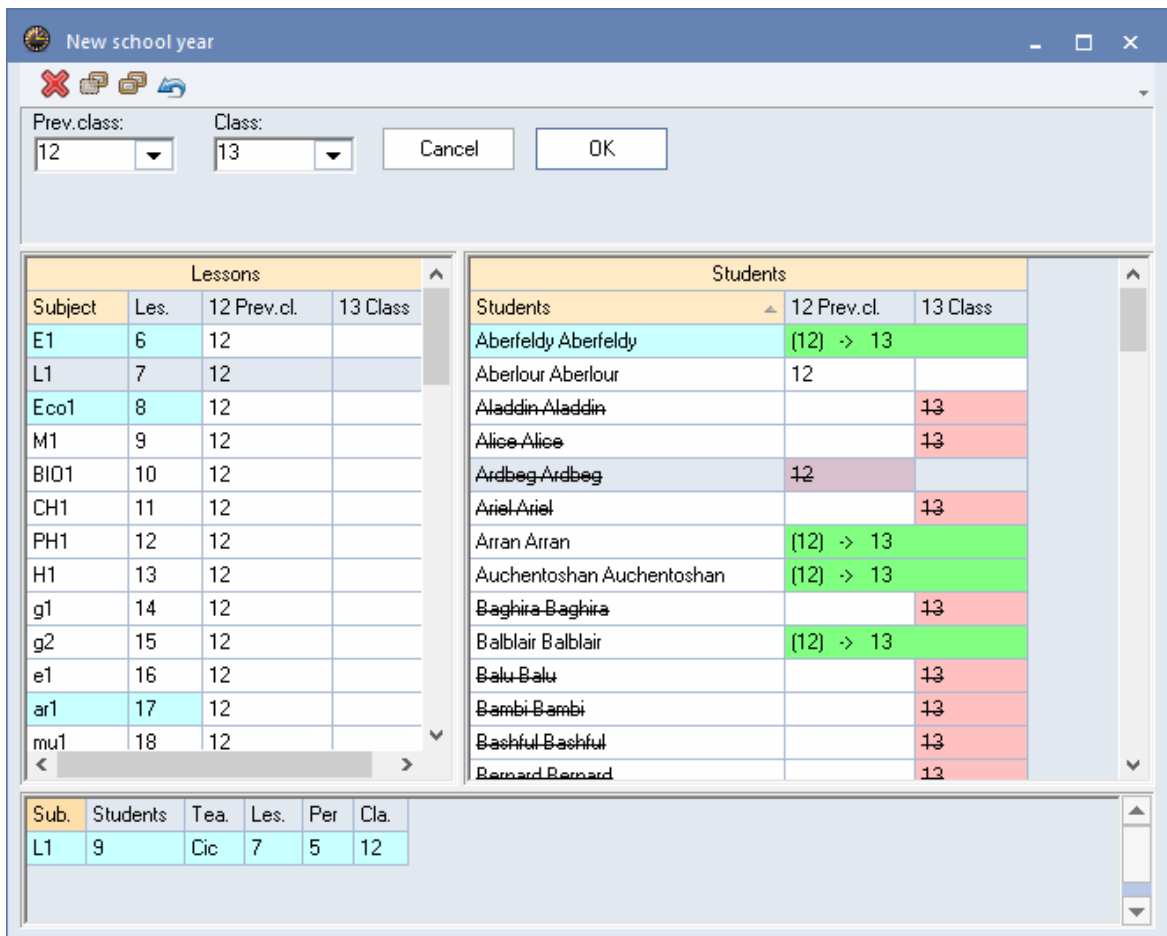 New school year
Prev.class: Class:
12 13 Cancel OK
Lessons
Subject Les. 12 Prev.cl. 13 Class
E1 6 12
L1 7 12
Eco1 8 12
M1 9 12
BIO1 10 12
CH1 11 12
PH1 12 12
H1 13 12
g1 14 12
g2 15 12
e1 16 12
ar1 17 12
mu1 18 12
Students
Students 12 Prev.cl. 13 Class
Aberfeldy Aberfeldy (12) -> 13
Aberlour Aberlour 12
Aladdin Aladdin 13
Alice Alice 13
Ardbeg Ardbeg 12
Ariel Ariel 13
Arran Arran (12) -> 13
Auchentoshan Auchentoshan (12) -> 13
Baghira Baghira 13
Balblair Balblair (12) -> 13
Balu Balu 13
Bambi Bambi 13
Bashful Bashful 13
Bernard Bernard 13
Sub. Students Tea. Les. Per Cla.
L1 9 Cic 7 5 12